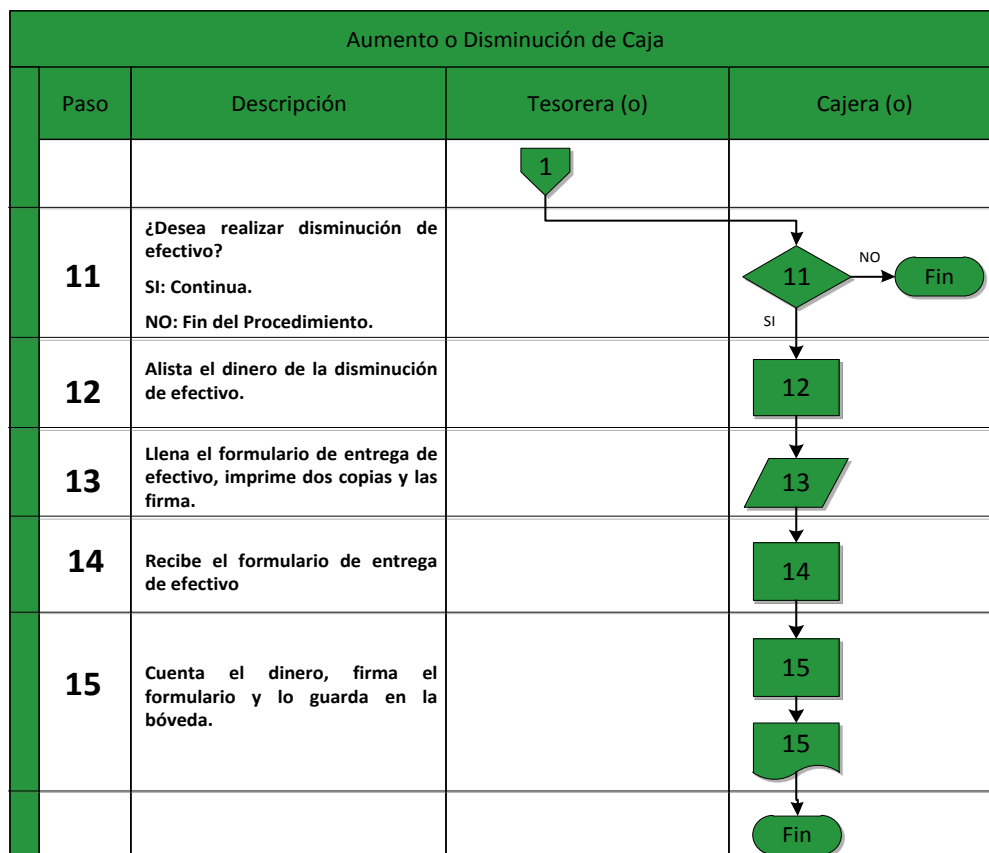 Aumento o Disminución de Caja
Paso Descripción Tesorera (o) Cajera (o)
1
11
¿Desea realizar disminución de
efectivo?
SI: Continua.
NO: Fin del Procedimiento.
11
NO
Fin
SI
12
Alista el dinero de la disminución
de efectivo.
12
13
Llena el formulario de entrega de
efectivo, imprime dos copias y las
firma.
13
14
Recibe el formulario de entrega
de efectivo
14
15
Cuenta el dinero, firma el
formulario y lo guarda en la
bóveda.
15
15
Fin